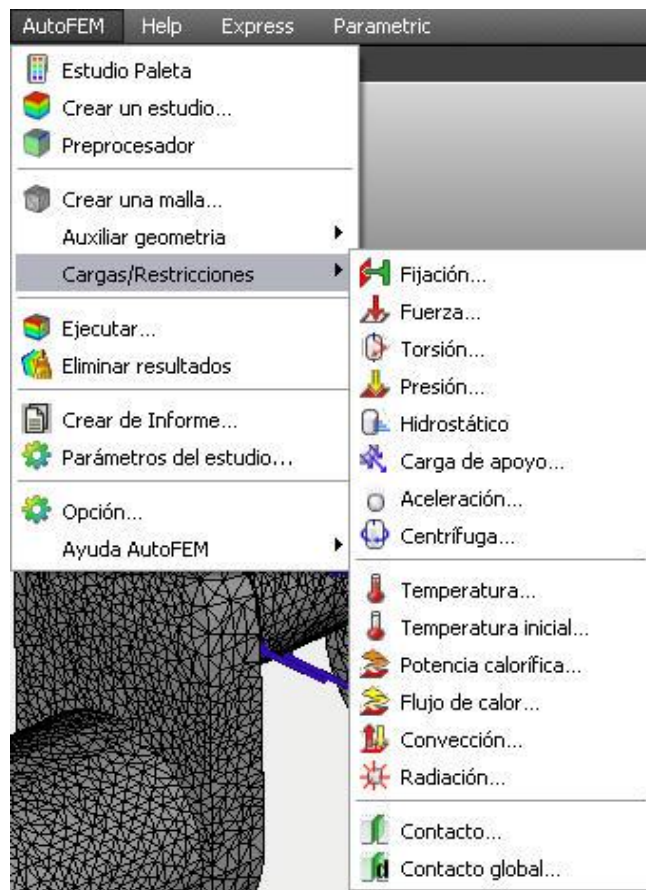 AutoFEM Help Express Parametric
Estudio Paleta
Crear un estudio...
Preprocesador
Crear una malla...
Auxiliar geometria
Cargas/Restricciones
Ejecutar...
Eliminar resultados
Crear de Informe...
Parámetros del estudio...
Opción...
Ayuda AutoFEM
Fijación...
Fuerza...
Torsión...
Presión...
Hidrostático
Carga de apoyo...
Aceleración...
Centrífuga...
Temperatura...
Temperatura inicial...
Potencia calorífica...
Flujo de calor...
Convección...
Radiación...
Contacto...
Contacto global...